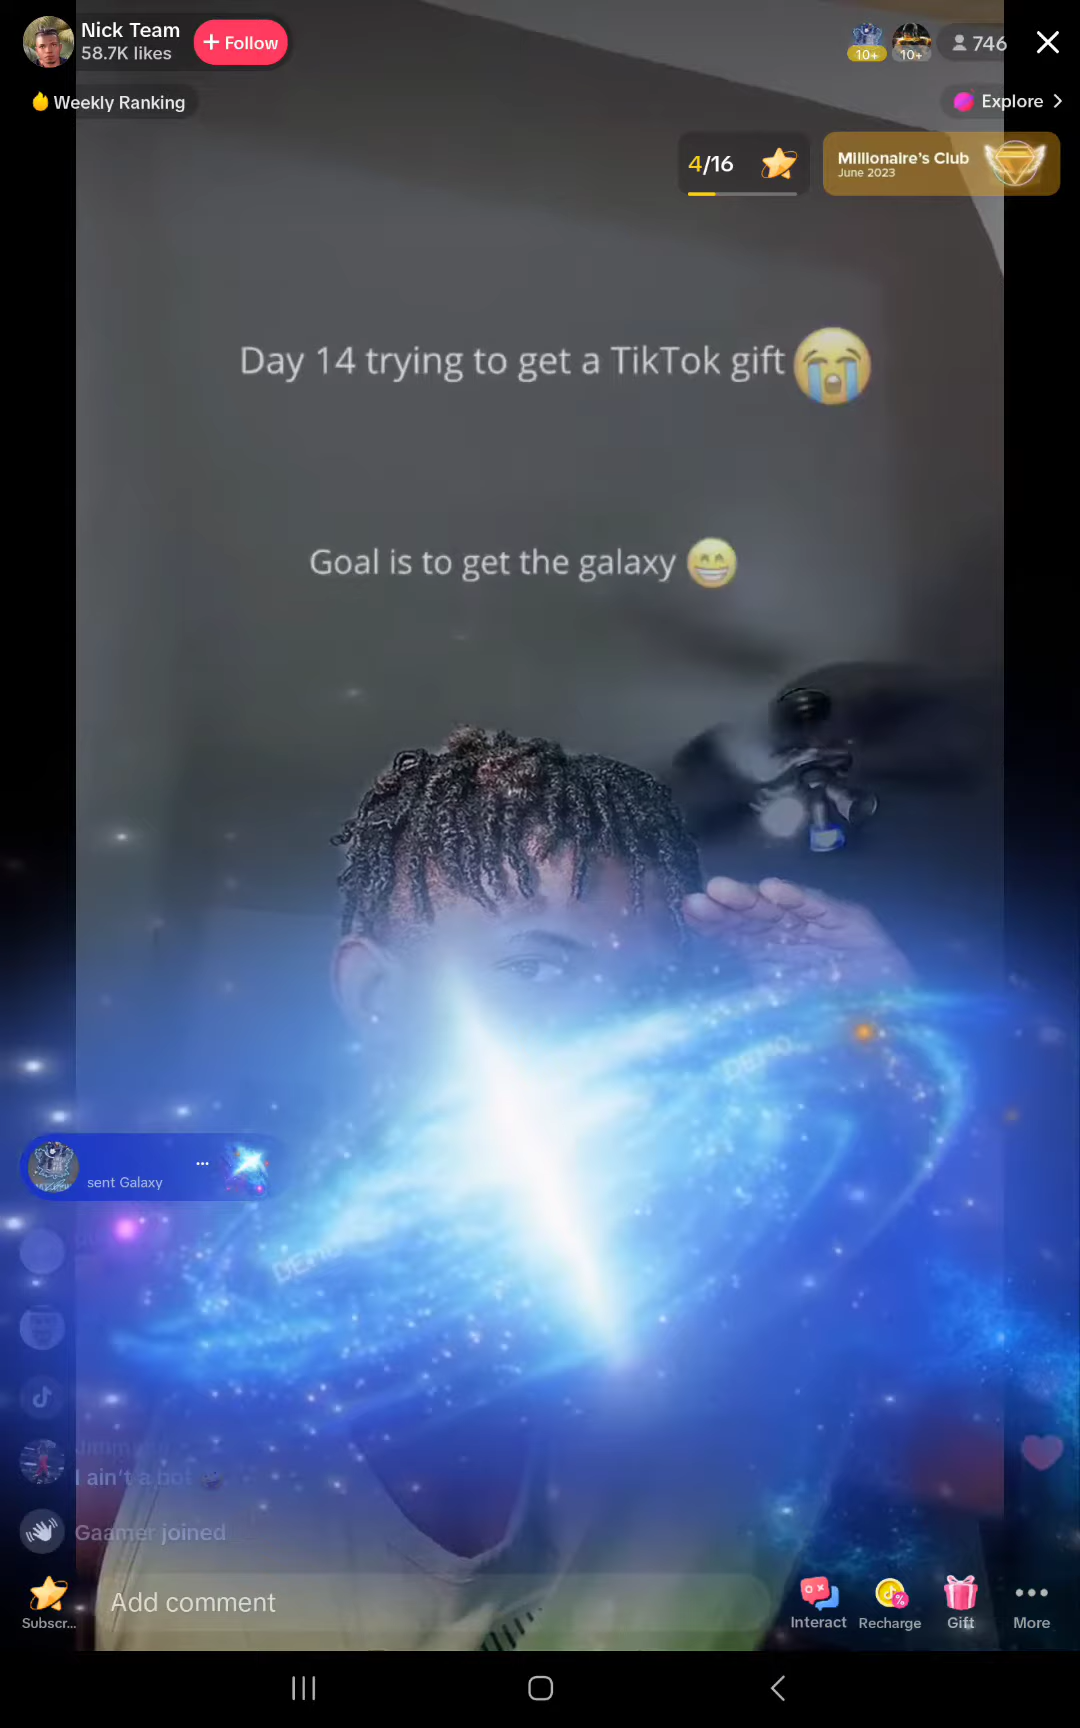 Nick Team
58.7K likes
+ Follow
10+
10+
746
Weekly Ranking
Explore >
4/16
Millionaire's Club
June 2023
Day 14 trying to get a TikTok gift 😭
Goal is to get the galaxy 😁
DEMO
...
sent Galaxy
DEMO
I ain't a bot
Gaamer joined
Add comment
Subscr...
Interact
Recharge
Gift
More